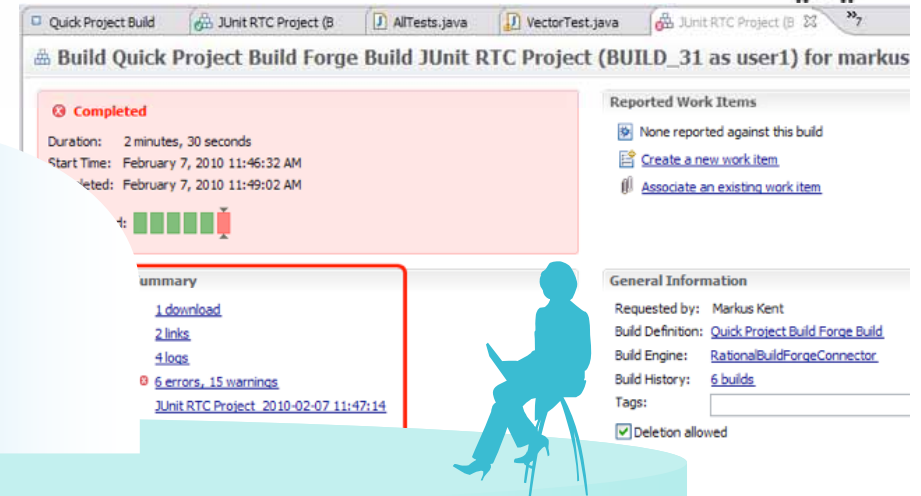 Quick Project Build
JUnit RTC Project (B
AllTests.java
VectorTest.java
JUnit RTC Project (B
»7
Build Quick Project Build Forge Build JUnit RTC Project (BUILD_31 as user1) for markus
Completed
Duration: 2 minutes, 30 seconds
Start Time: February 7, 2010 11:46:32 AM
leted: February 7, 2010 11:49:02 AM
Reported Work Items
None reported against this build
Create a new work item
Associate an existing work item
ummary
1 download
2 links
4 logs
6 errors, 15 warnings
JUnit RTC Project 2010-02-07 11:47:14
General Information
Requested by: Markus Kent
Build Definition: Quick Project Build Forge Build
Build Engine: RationalBuildForgeConnector
Build History: 6 builds
Tags:
Deletion allowed